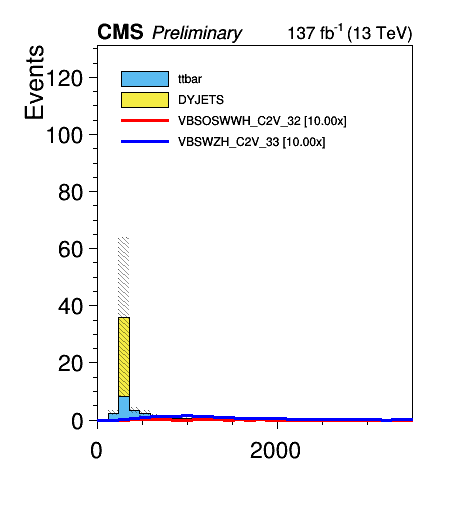 CMS Preliminary 137 fb-1 (13 TeV)
Events
120
100
80
60
40
20
0
ttbar
DYJETS
VBSOSWWH_C2V_32 [10.00x]
VBSWZH_C2V_33 [10.00x]
0 2000